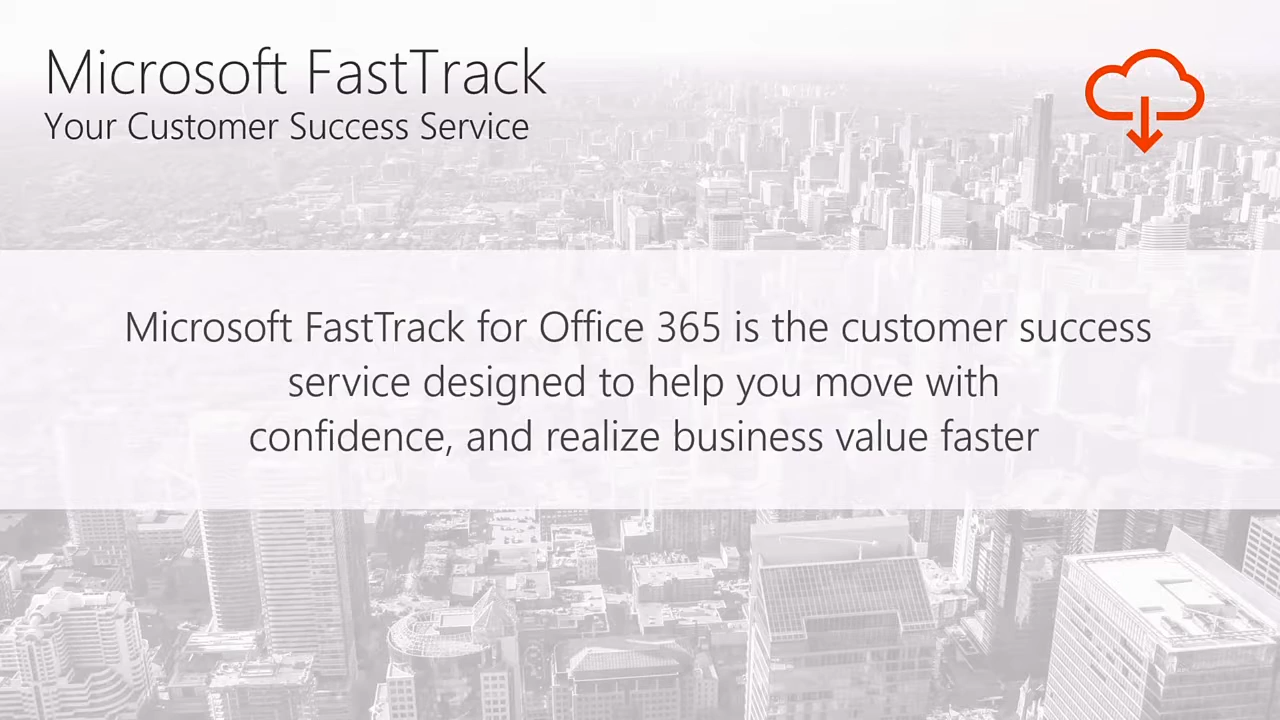 Microsoft FastTrack
Your Customer Success Service
Microsoft FastTrack for Office 365 is the customer success
service designed to help you move with
confidence, and realize business value faster